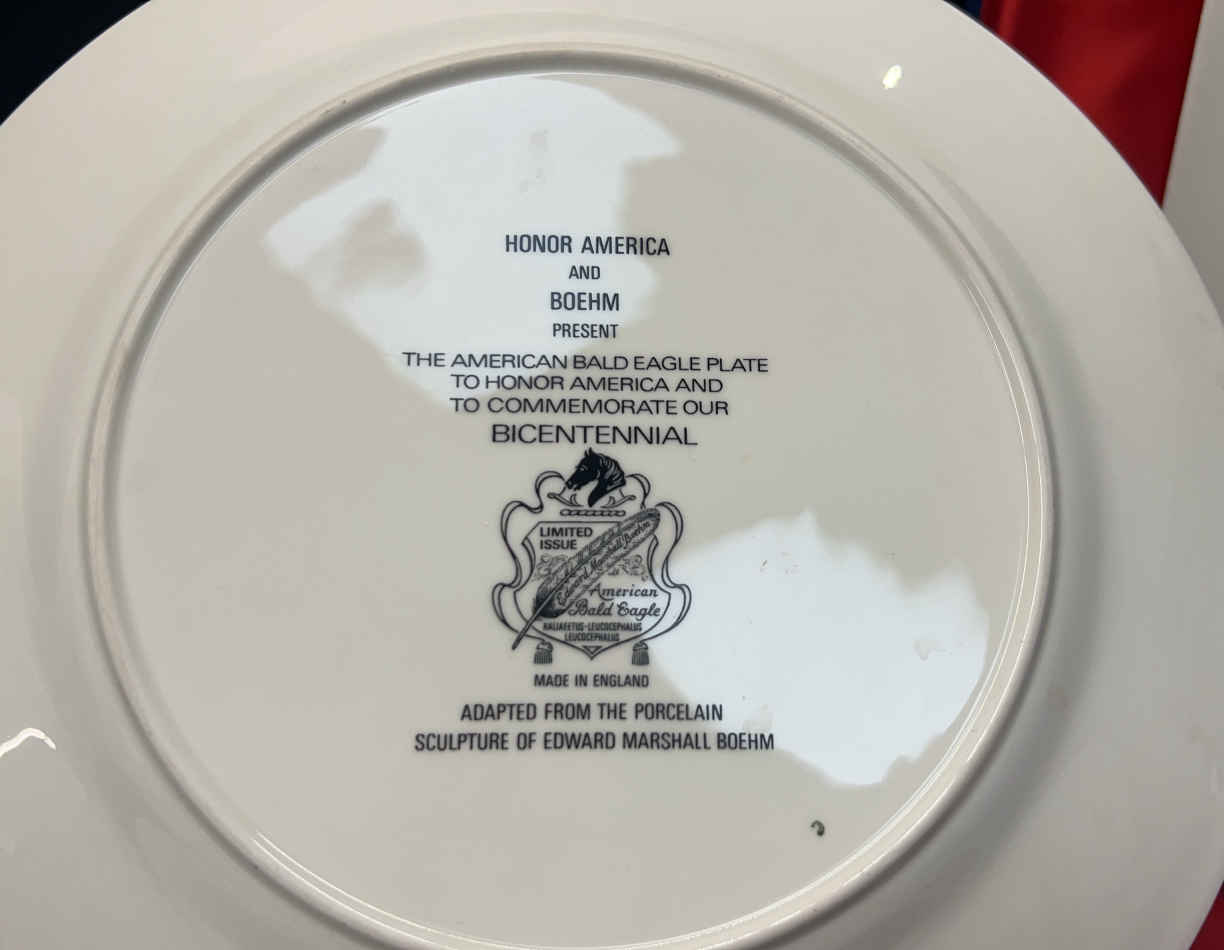 HONOR AMERICA
AND
BOEHM
PRESENT
THE AMERICAN BALD EAGLE PLATE
TO HONOR AMERICA AND
TO COMMEMORATE OUR
BICENTENNIAL
LIMITED
ISSUE
Edward Marshall Boehm
American
Bald Eagle
HALIAEETUS-LEUCOCEPHALUS
LEUCOCEPHALUS
MADE IN ENGLAND
ADAPTED FROM THE PORCELAIN
SCULPTURE OF EDWARD MARSHALL BOEHM